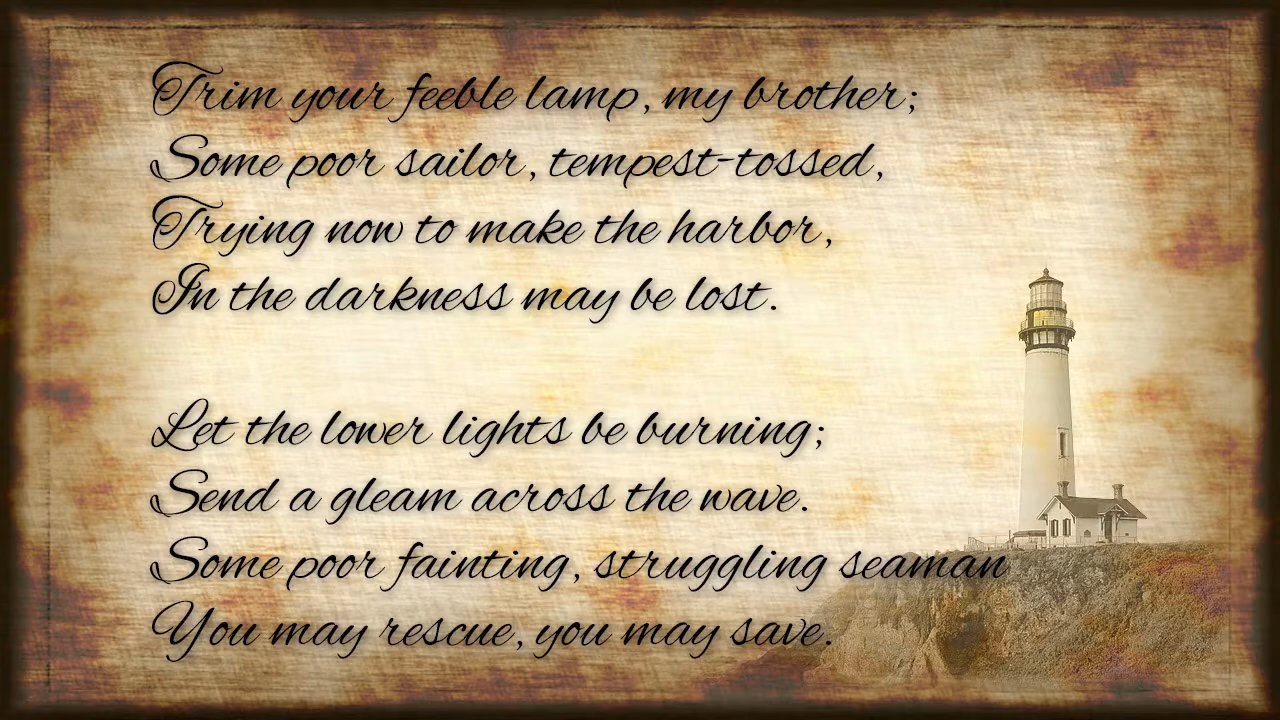 Trim your feeble lamp, my brother;
Some poor sailor, tempest-tossed,
Trying now to make the harbor,
In the darkness may be lost.
Let the lower lights be burning;
Send a gleam across the wave.
Some poor fainting, struggling seaman
You may rescue, you may save.